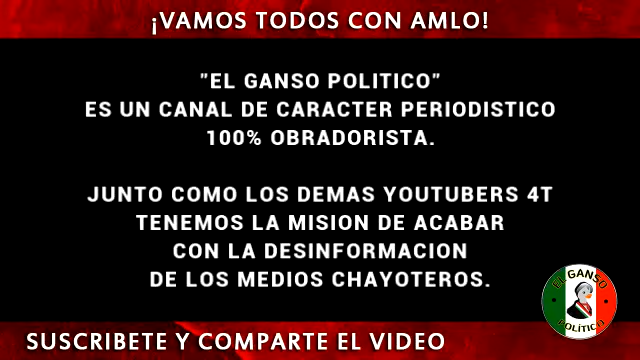 ¡VAMOS TODOS CON AMLO!
"EL GANSO POLITICO"
ES UN CANAL DE CARACTER PERIODISTICO
100% OBRADORISTA.
JUNTO COMO LOS DEMAS YOUTUBERS 4T
TENEMOS LA MISION DE ACABAR
CON LA DESINFORMACION
DE LOS MEDIOS CHAYOTEROS.
EL GANSO
POLÍTICO
SUSCRIBETE Y COMPARTE EL VIDEO